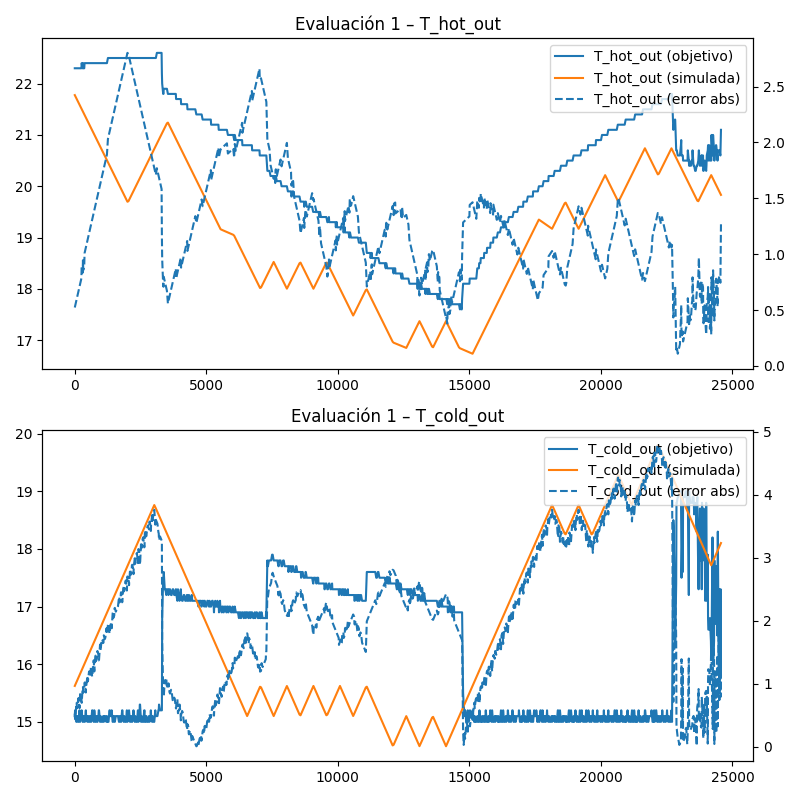 Evaluación 1 – T_hot_out
T_hot_out (objetivo)
T_hot_out (simulada)
T_hot_out (error abs)
22
21
20
19
18
17
2.5
2.0
1.5
1.0
0.5
0.0
0 5000 10000 15000 20000 25000
Evaluación 1 – T_cold_out
T_cold_out (objetivo)
T_cold_out (simulada)
T_cold_out (error abs)
20
19
18
17
16
15
5
4
3
2
1
0
0 5000 10000 15000 20000 25000